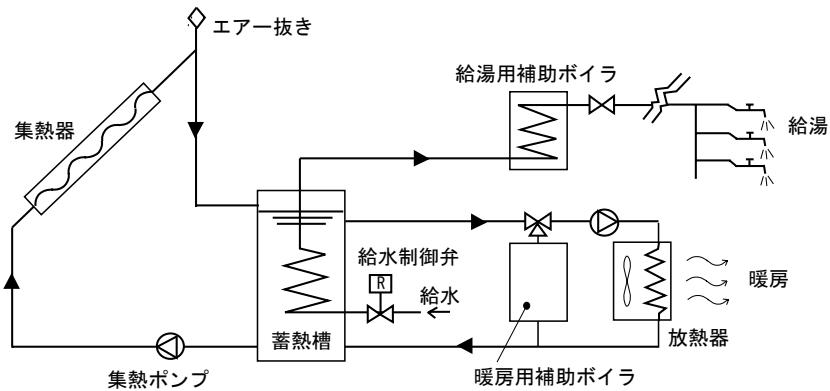 エアー抜き
給湯用補助ボイラ
集熱器
給湯
給水制御弁
R
給水
暖房
蓄熱槽
放熱器
集熱ポンプ
暖房用補助ボイラ